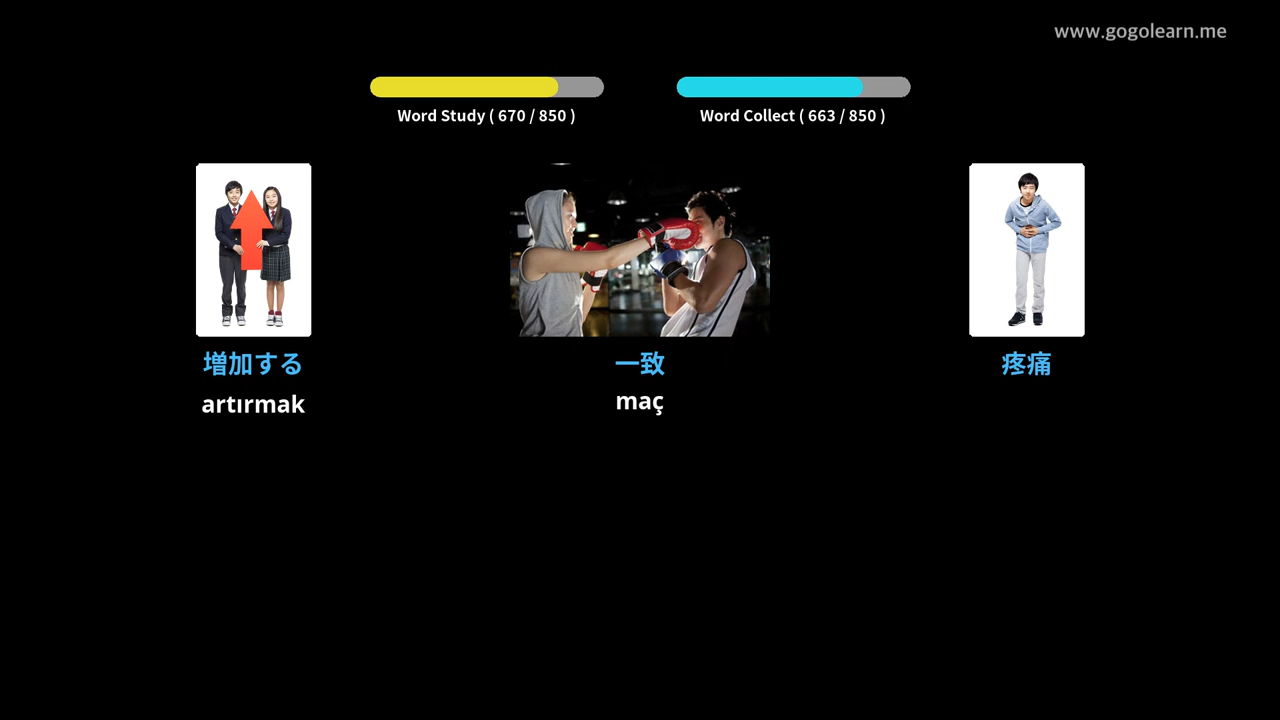 www.gogolearn.me
Word Study ( 670 / 850 )
Word Collect ( 663 / 850 )
増加する
artırmak
一致
maç
疼痛